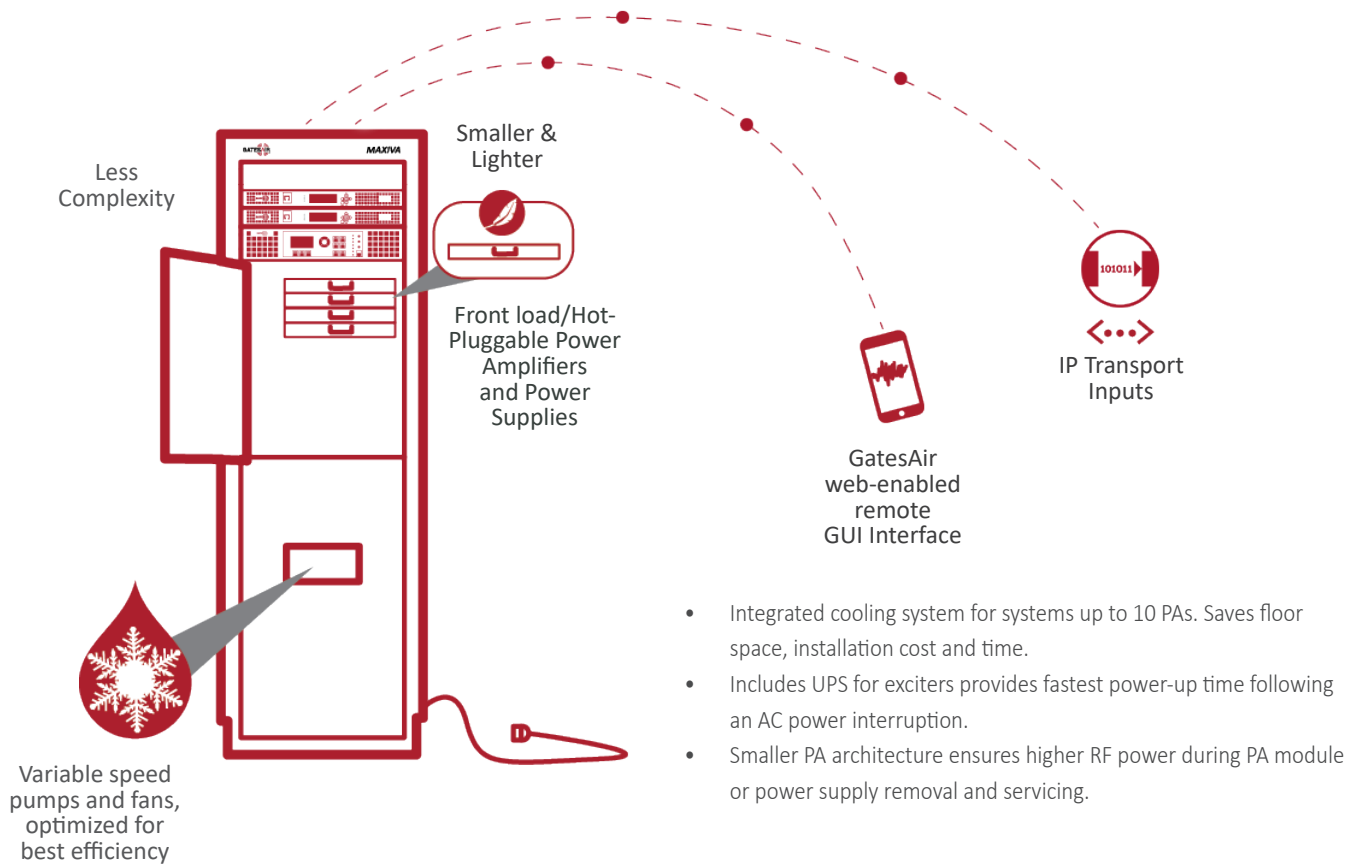 GATESAIR
MAXIVA
Less
Complexity
Smaller &
Lighter
Front load/Hot-
Pluggable Power
Amplifiers
and Power
Supplies
101011
IP Transport
Inputs
GatesAir
web-enabled
remote
GUI Interface
Variable speed
pumps and fans,
optimized for
best efficiency
• Integrated cooling system for systems up to 10 PAs. Saves floor
space, installation cost and time.
• Includes UPS for exciters provides fastest power-up time following
an AC power interruption.
• Smaller PA architecture ensures higher RF power during PA module
or power supply removal and servicing.